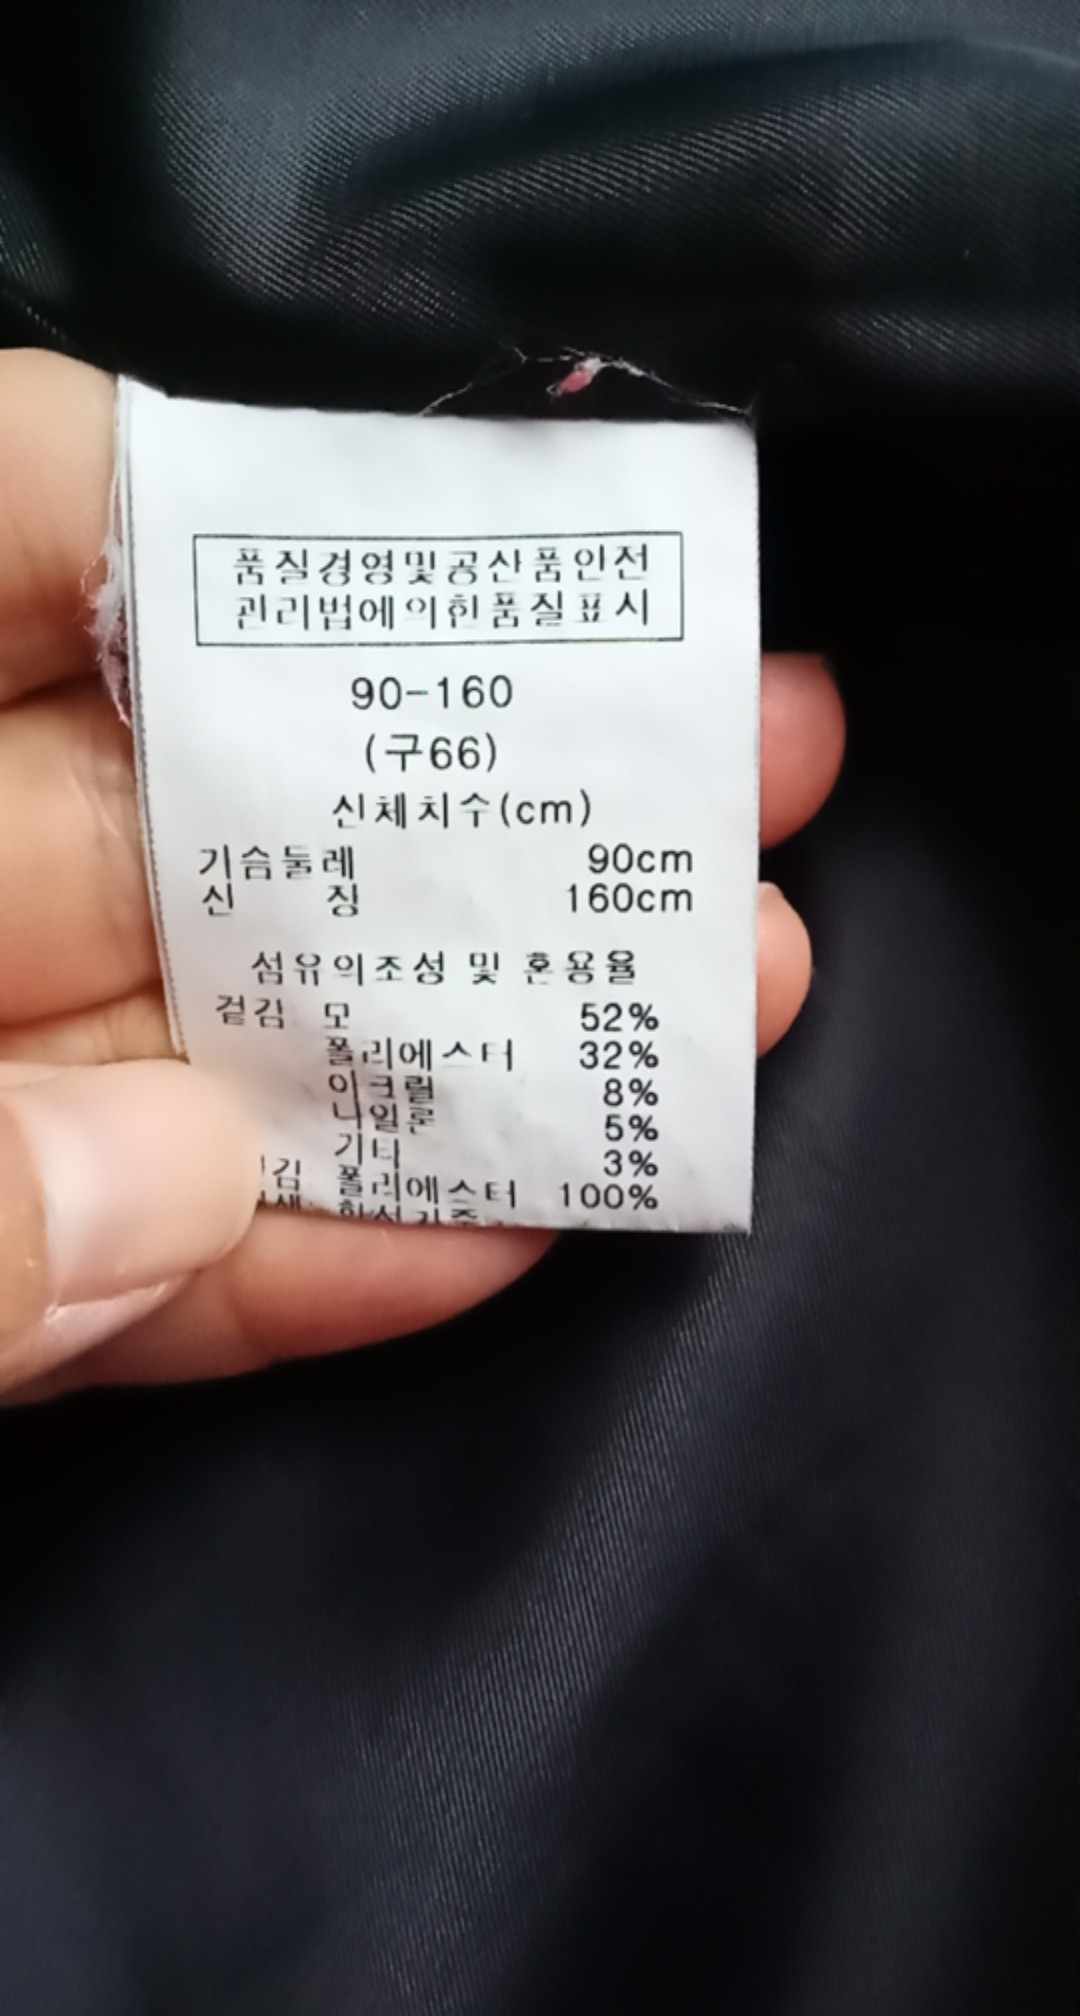 품질경영및공산품안전
관리법에의한품질표시
90-160
(구66)
신체치수(cm)
가슴둘레 90cm
신 장 160cm
섬유의조성 및 혼용율
겉감 모 52%
폴리에스터 32%
아크릴 8%
나일론 5%
기타 3%
폴리에스터 100%